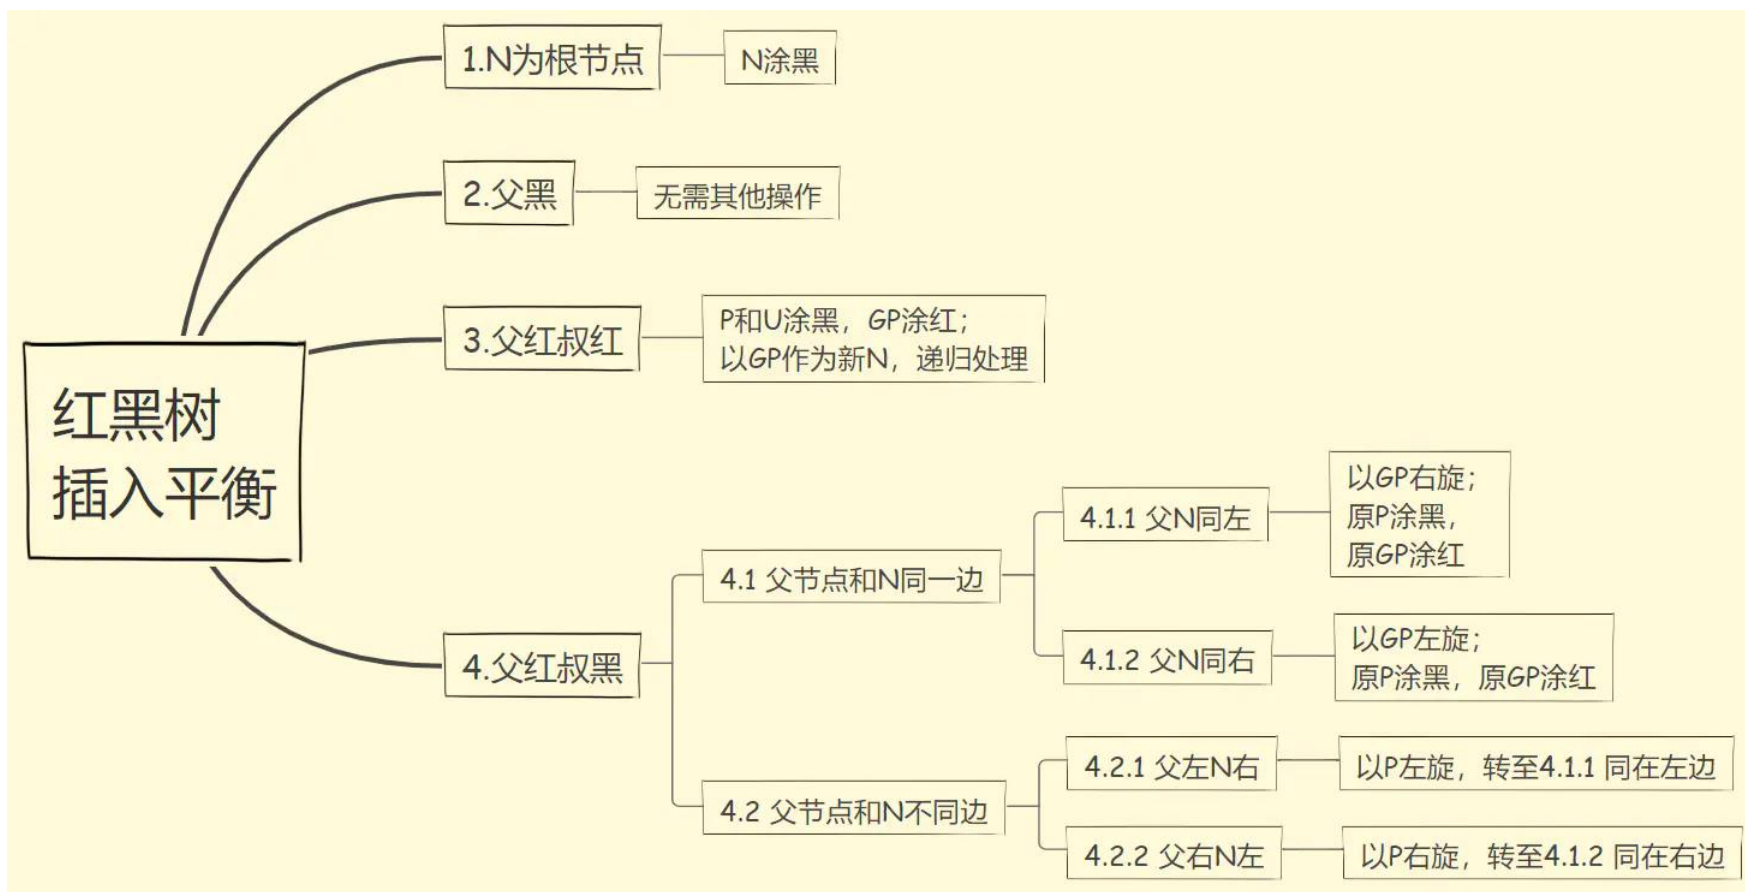 1.N为根节点
N涂黑
2.父黑
无需其他操作
3.父红叔红
P和U涂黑，GP涂红；
以GP作为新N，递归处理
红黑树
插入平衡
4.父红叔黑
4.1 父节点和N同一边
4.1.1 父N同左
以GP右旋；
原P涂黑，
原GP涂红
4.1.2 父N同右
以GP左旋；
原P涂黑，原GP涂红
4.2 父节点和N不同边
4.2.1 父左N右
以P左旋，转至4.1.1 同在左边
4.2.2 父右N左
以P右旋，转至4.1.2 同在右边